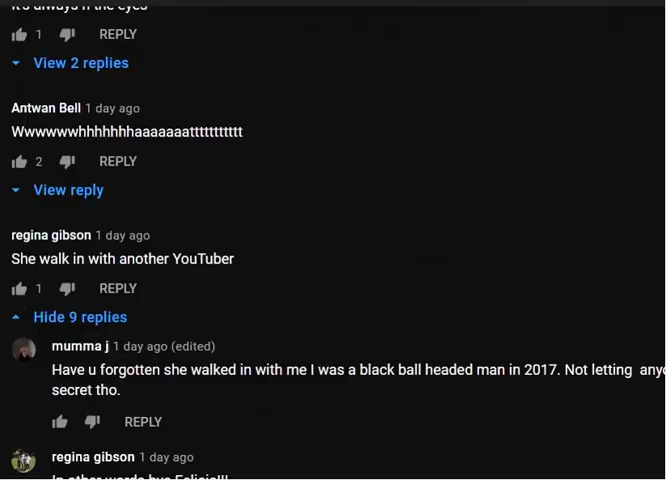 It's always n the eyes
1 REPLY
View 2 replies
Antwan Bell 1 day ago
Wwwwwwhhhhhhhaaaaaaattttttttttt
2 REPLY
View reply
regina gibson 1 day ago
She walk in with another YouTuber
1 REPLY
Hide 9 replies
mumma j 1 day ago (edited)
Have u forgotten she walked in with me I was a black ball headed man in 2017. Not letting
secret tho.
REPLY
regina gibson 1 day ago
In other words bye Felicia!!!